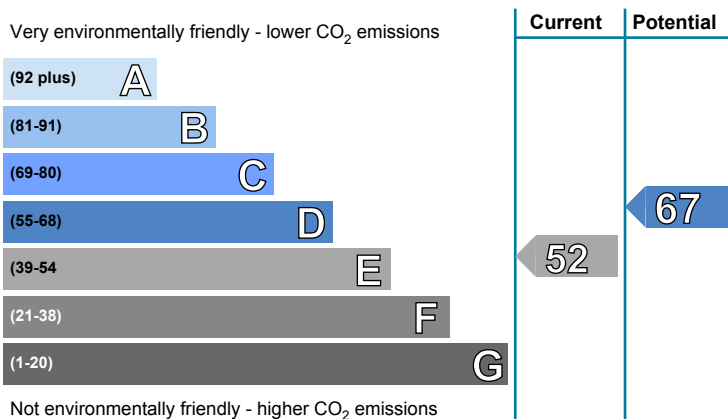 Current Potential
Very environmentally friendly - lower CO₂ emissions
(92 plus) A
(81-91) B
(69-80) C
(55-68) D
67
(39-54 E
52
(21-38) F
(1-20) G
Not environmentally friendly - higher CO₂ emissions